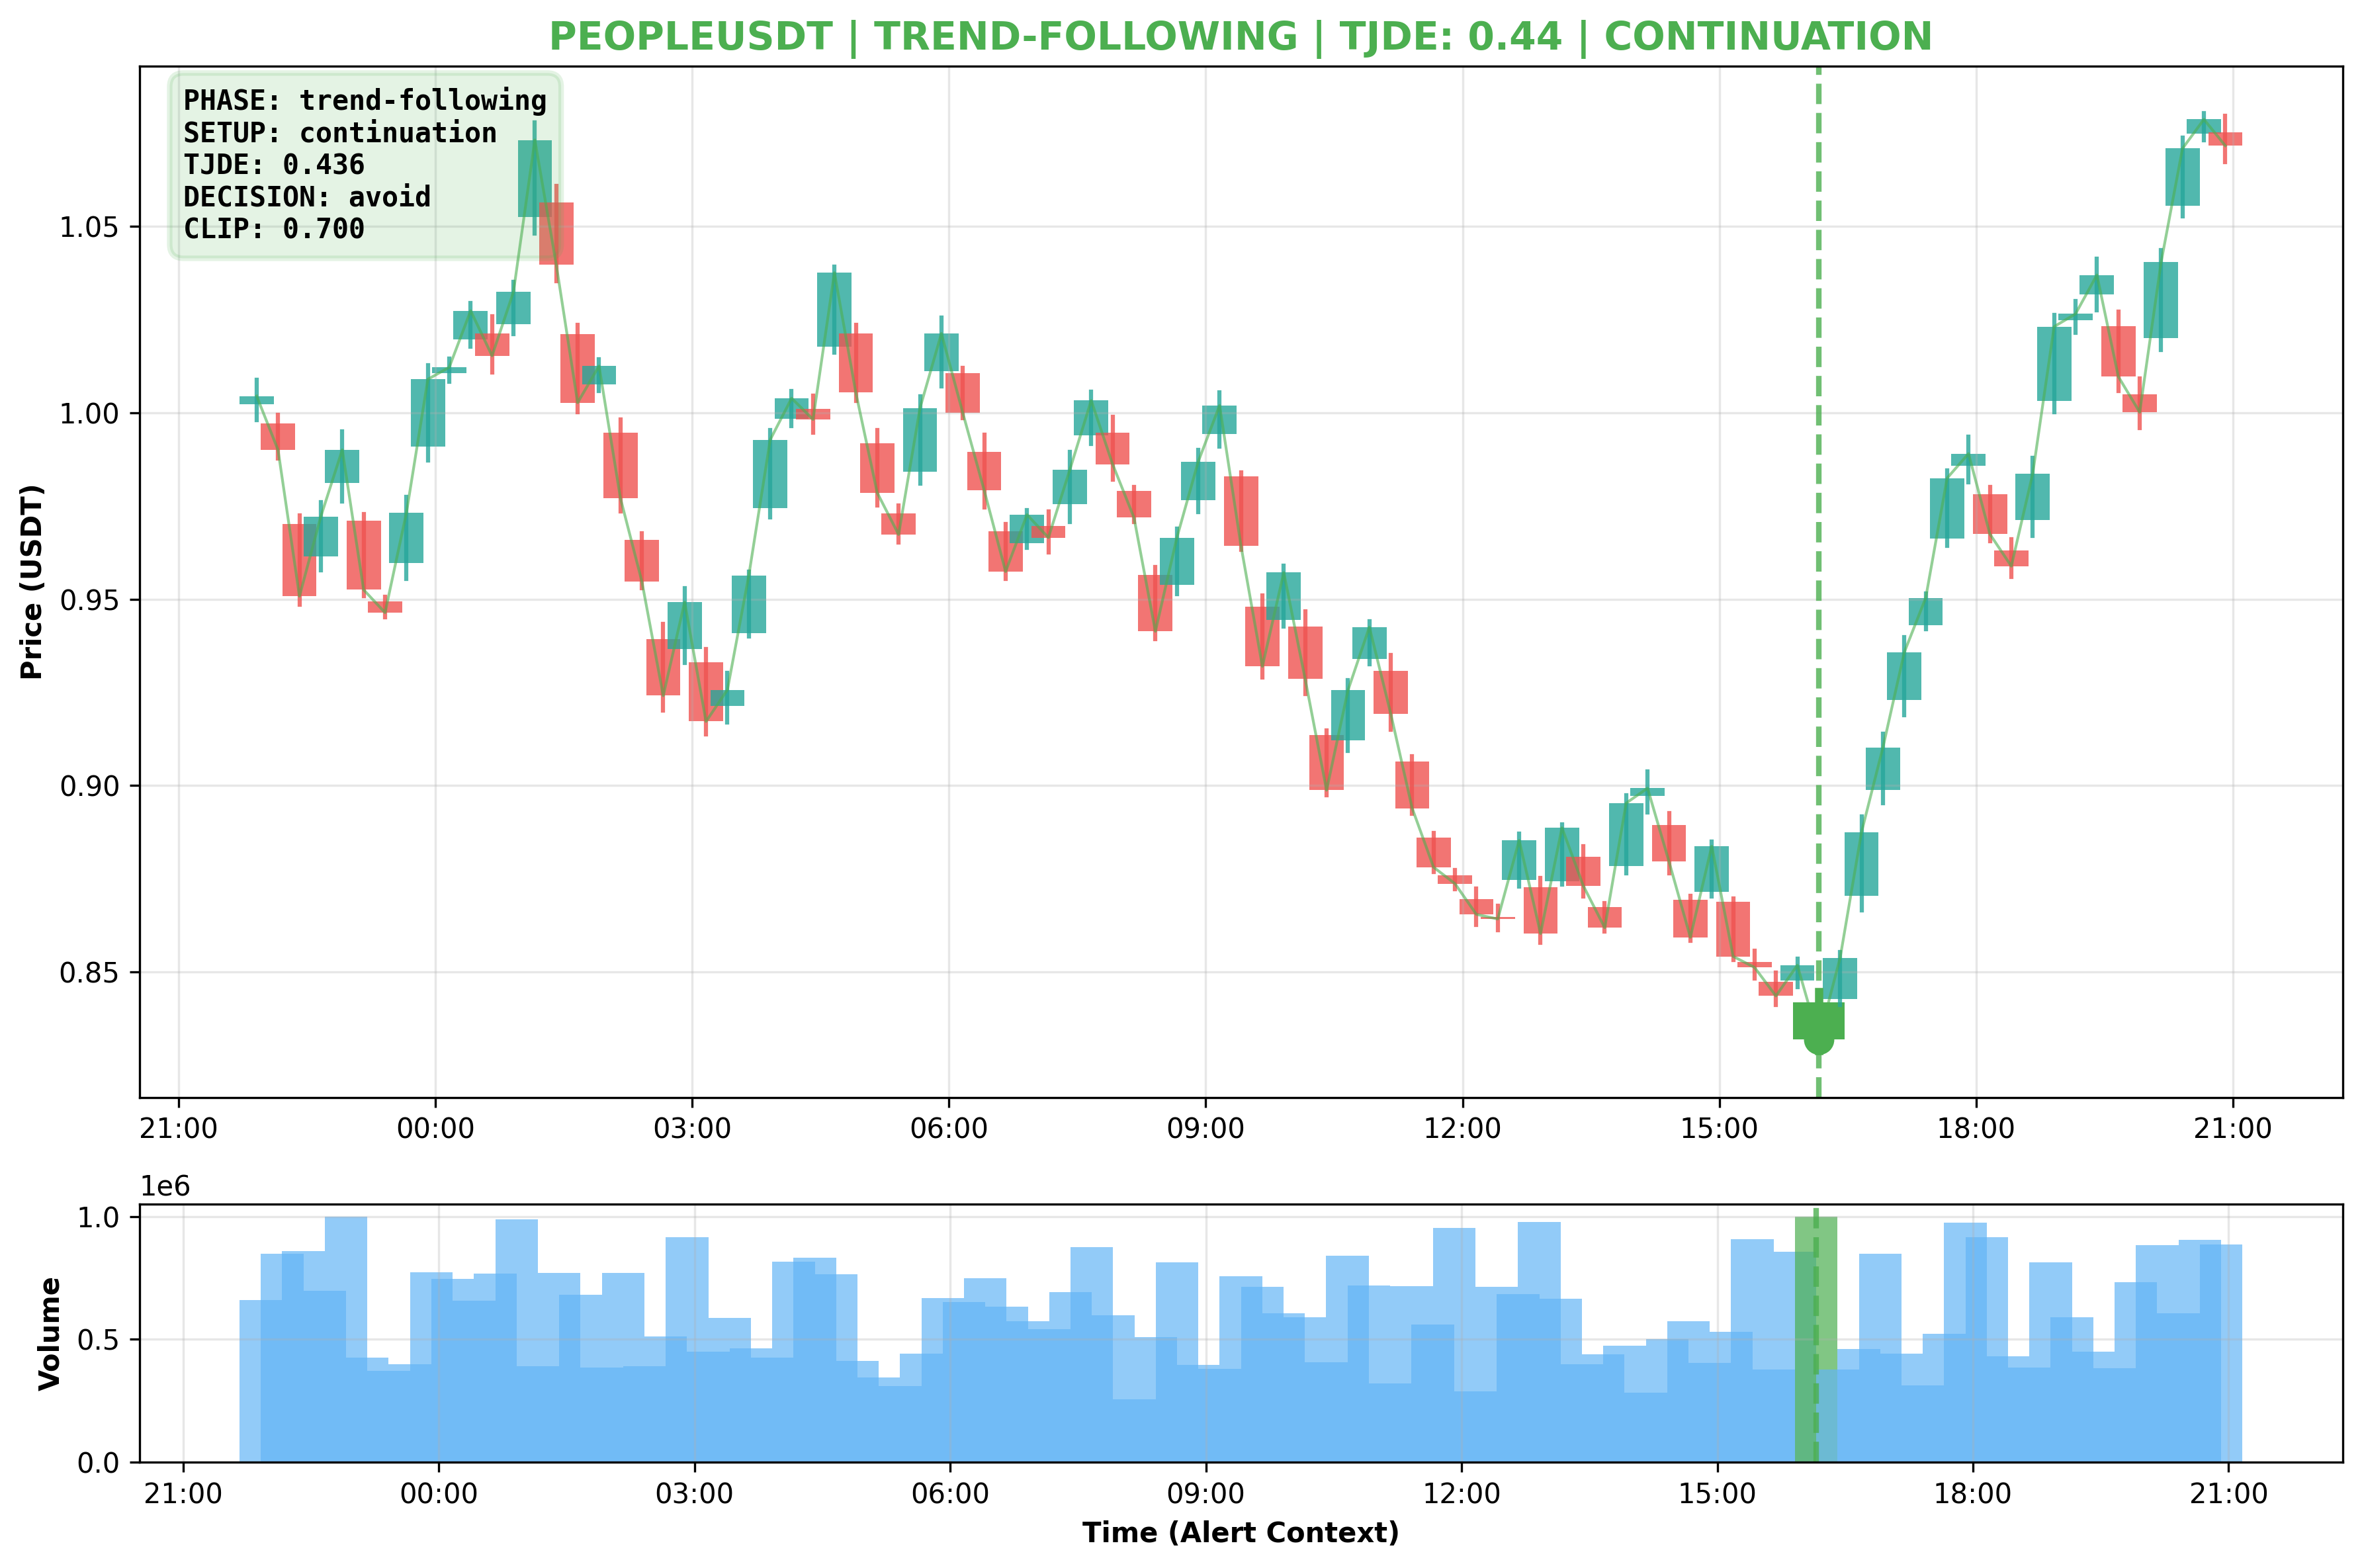 PEOPLEUSDT | TREND-FOLLOWING | TJDE: 0.44 | CONTINUATION
PHASE: trend-following
SETUP: continuation
TJDE: 0.436
DECISION: avoid
CLIP: 0.700
Price (USDT)
1.05
1.00
0.95
0.90
0.85
21:00 00:00 03:00 06:00 09:00 12:00 15:00 18:00 21:00
1e6
Volume
1.0
0.5
0.0
21:00 00:00 03:00 06:00 09:00 12:00 15:00 18:00 21:00
Time (Alert Context)